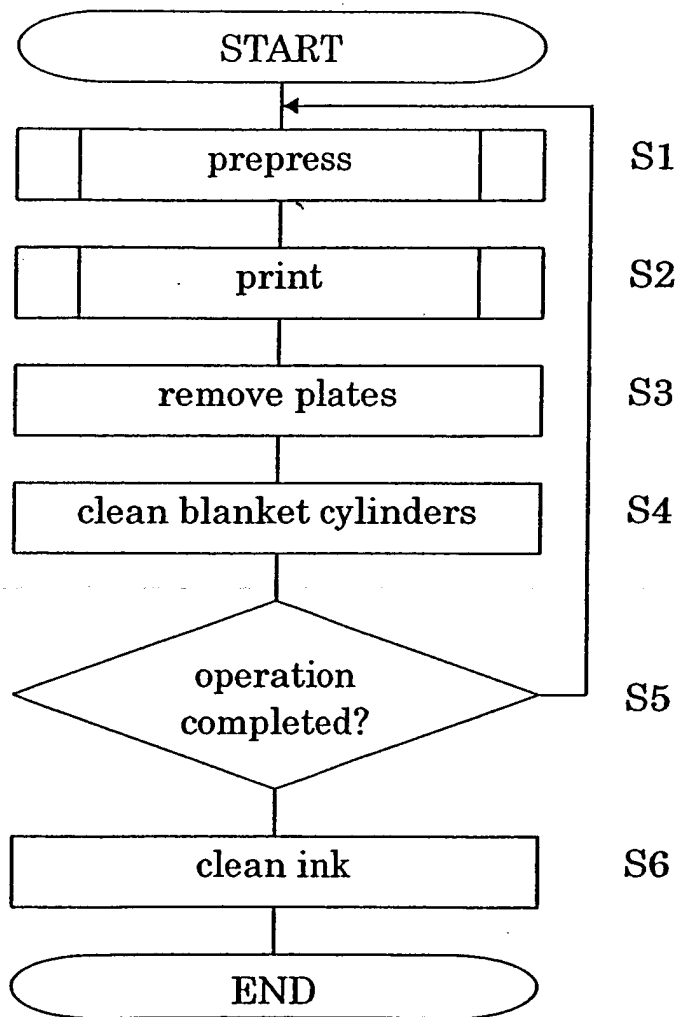 START
prepress
S1
print
S2
remove plates
S3
clean blanket cylinders
S4
operation
completed?
S5
clean ink
S6
END